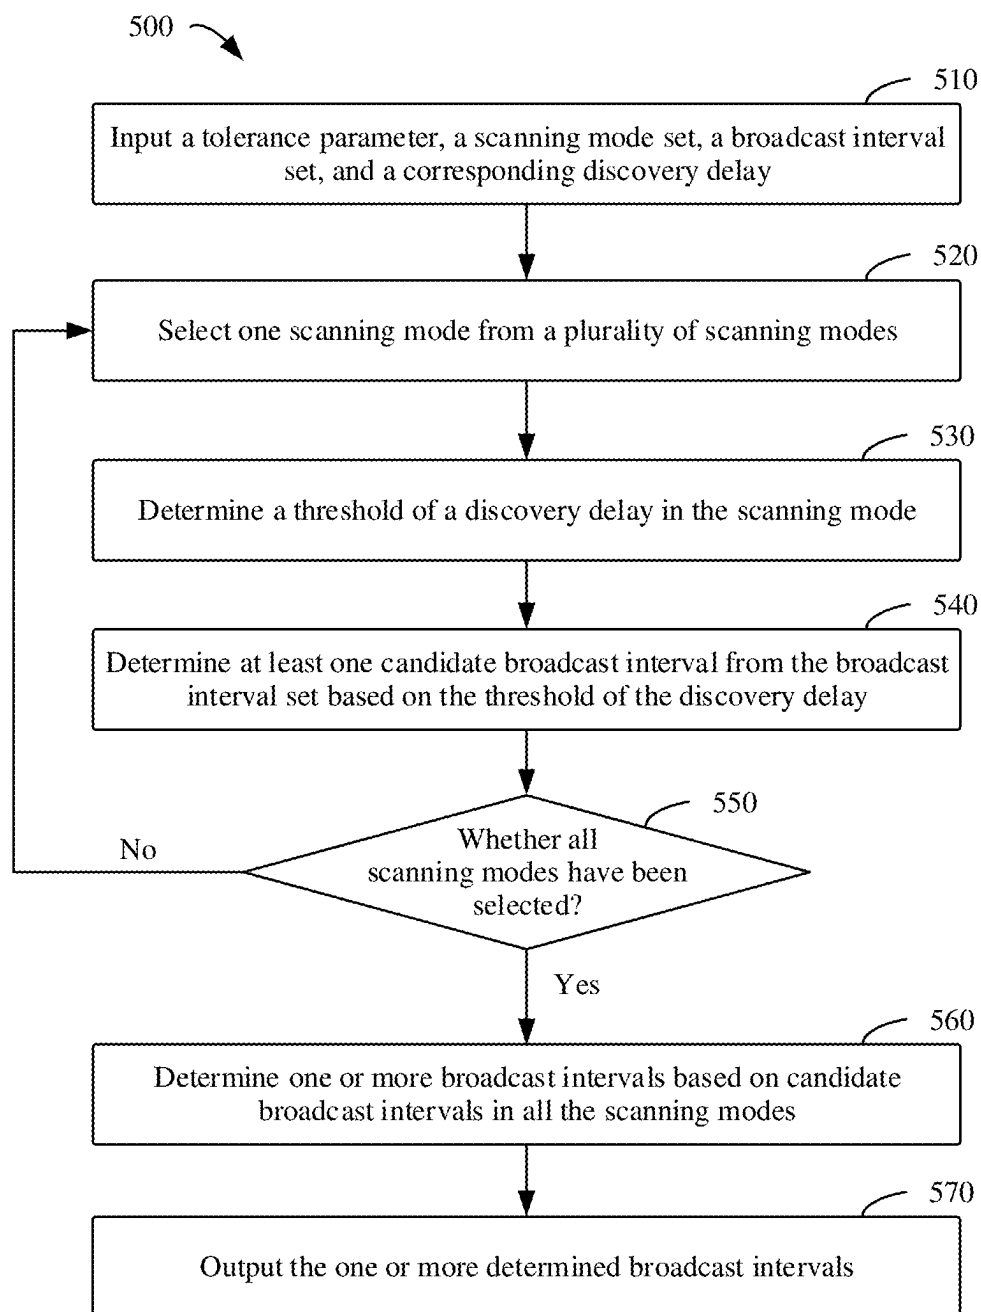 500
510
Input a tolerance parameter, a scanning mode set, a broadcast interval
set, and a corresponding discovery delay
520
Select one scanning mode from a plurality of scanning modes
530
Determine a threshold of a discovery delay in the scanning mode
540
Determine at least one candidate broadcast interval from the broadcast
interval set based on the threshold of the discovery delay
550
Whether all
scanning modes have been
selected?
No
Yes
560
Determine one or more broadcast intervals based on candidate
broadcast intervals in all the scanning modes
570
Output the one or more determined broadcast intervals